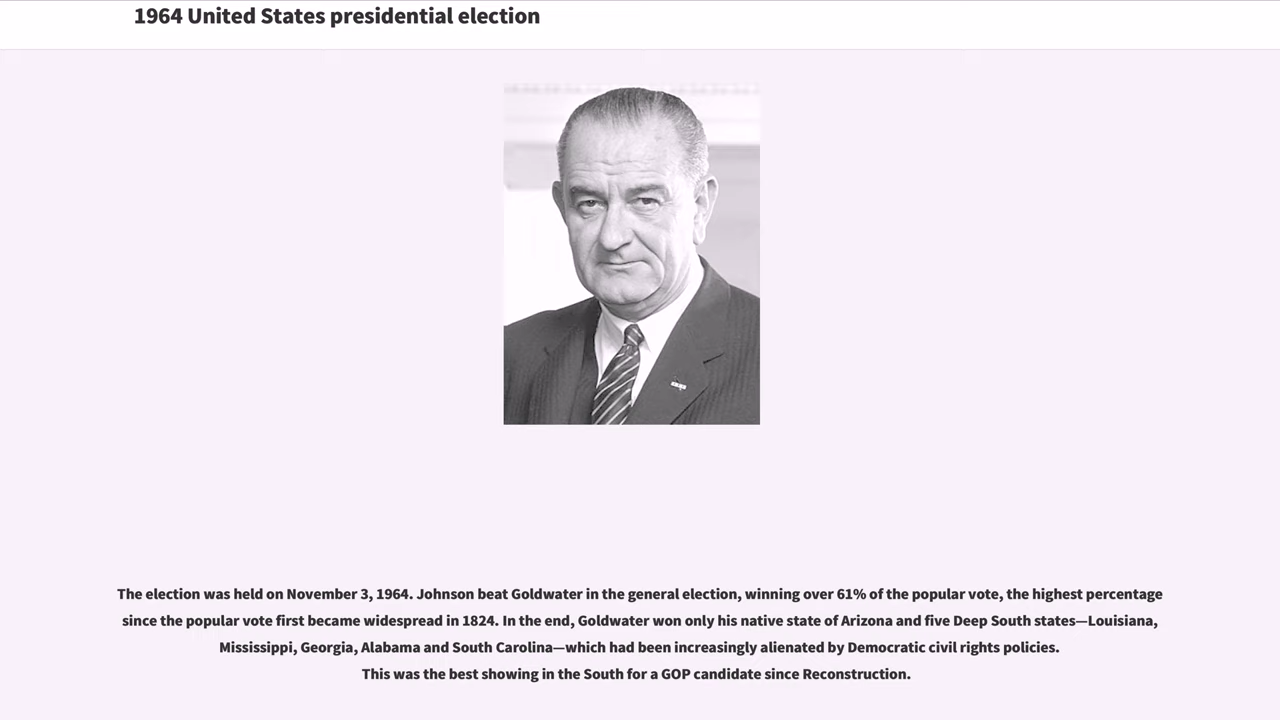 1964 United States presidential election
The election was held on November 3, 1964. Johnson beat Goldwater in the general election, winning over 61% of the popular vote, the highest percentage
since the popular vote first became widespread in 1824. In the end, Goldwater won only his native state of Arizona and five Deep South states—Louisiana,
Mississippi, Georgia, Alabama and South Carolina—which had been increasingly alienated by Democratic civil rights policies.
This was the best showing in the South for a GOP candidate since Reconstruction.